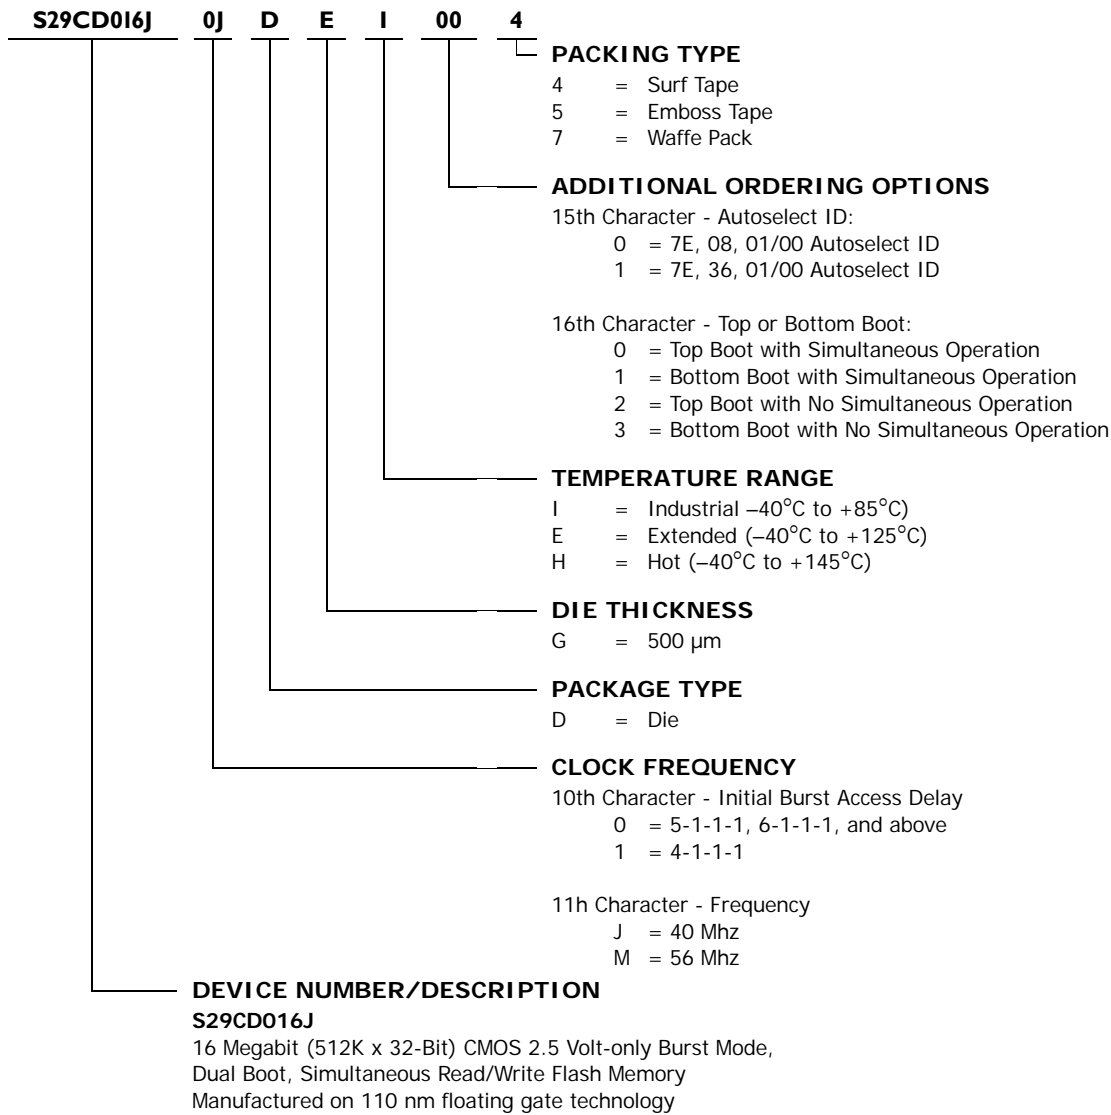 S29CD016J 0J D E I 00 4
PACKING TYPE
4 = Surf Tape
5 = Emboss Tape
7 = Waffe Pack
ADDITIONAL ORDERING OPTIONS
15th Character - Autoselect ID:
0 = 7E, 08, 01/00 Autoselect ID
1 = 7E, 36, 01/00 Autoselect ID
16th Character - Top or Bottom Boot:
0 = Top Boot with Simultaneous Operation
1 = Bottom Boot with Simultaneous Operation
2 = Top Boot with No Simultaneous Operation
3 = Bottom Boot with No Simultaneous Operation
TEMPERATURE RANGE
I = Industrial –40°C to +85°C)
E = Extended (–40°C to +125°C)
H = Hot (–40°C to +145°C)
DIE THICKNESS
G = 500 µm
PACKAGE TYPE
D = Die
CLOCK FREQUENCY
10th Character - Initial Burst Access Delay
0 = 5-1-1-1, 6-1-1-1, and above
1 = 4-1-1-1
11h Character - Frequency
J = 40 Mhz
M = 56 Mhz
DEVICE NUMBER/DESCRIPTION
S29CD016J
16 Megabit (512K x 32-Bit) CMOS 2.5 Volt-only Burst Mode,
Dual Boot, Simultaneous Read/Write Flash Memory
Manufactured on 110 nm floating gate technology